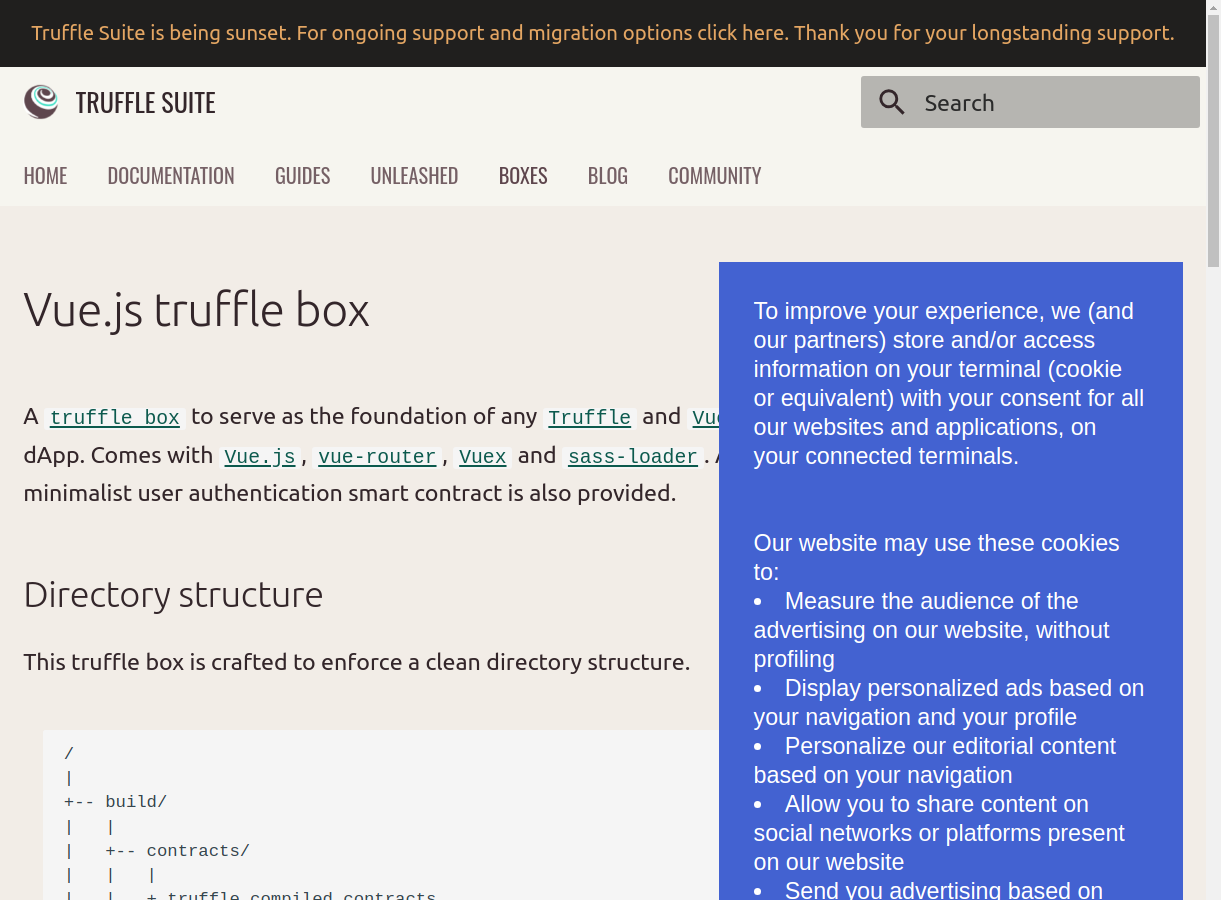 Truffle Suite is being sunset. For ongoing support and migration options click here. Thank you for your longstanding support.
TRUFFLE SUITE
Search
HOME DOCUMENTATION GUIDES UNLEASHED BOXES BLOG COMMUNITY
Vue.js truffle box
A truffle box to serve as the foundation of any Truffle and
dApp. Comes with Vue.js, vue-router, Vuex and sass-loader.
minimalist user authentication smart contract is also provided.
Directory structure
This truffle box is crafted to enforce a clean directory structure.
/
|
+-- build/
|   |
|   +-- contracts/
|   |   |
|   |   + truffle compiled contracts
To improve your experience, we (and
our partners) store and/or access
information on your terminal (cookie
or equivalent) with your consent for all
our websites and applications, on
your connected terminals.
Our website may use these cookies
to:
• Measure the audience of the
advertising on our website, without
profiling
• Display personalized ads based on
your navigation and your profile
• Personalize our editorial content
based on your navigation
• Allow you to share content on
social networks or platforms present
on our website
• Send you advertising based on